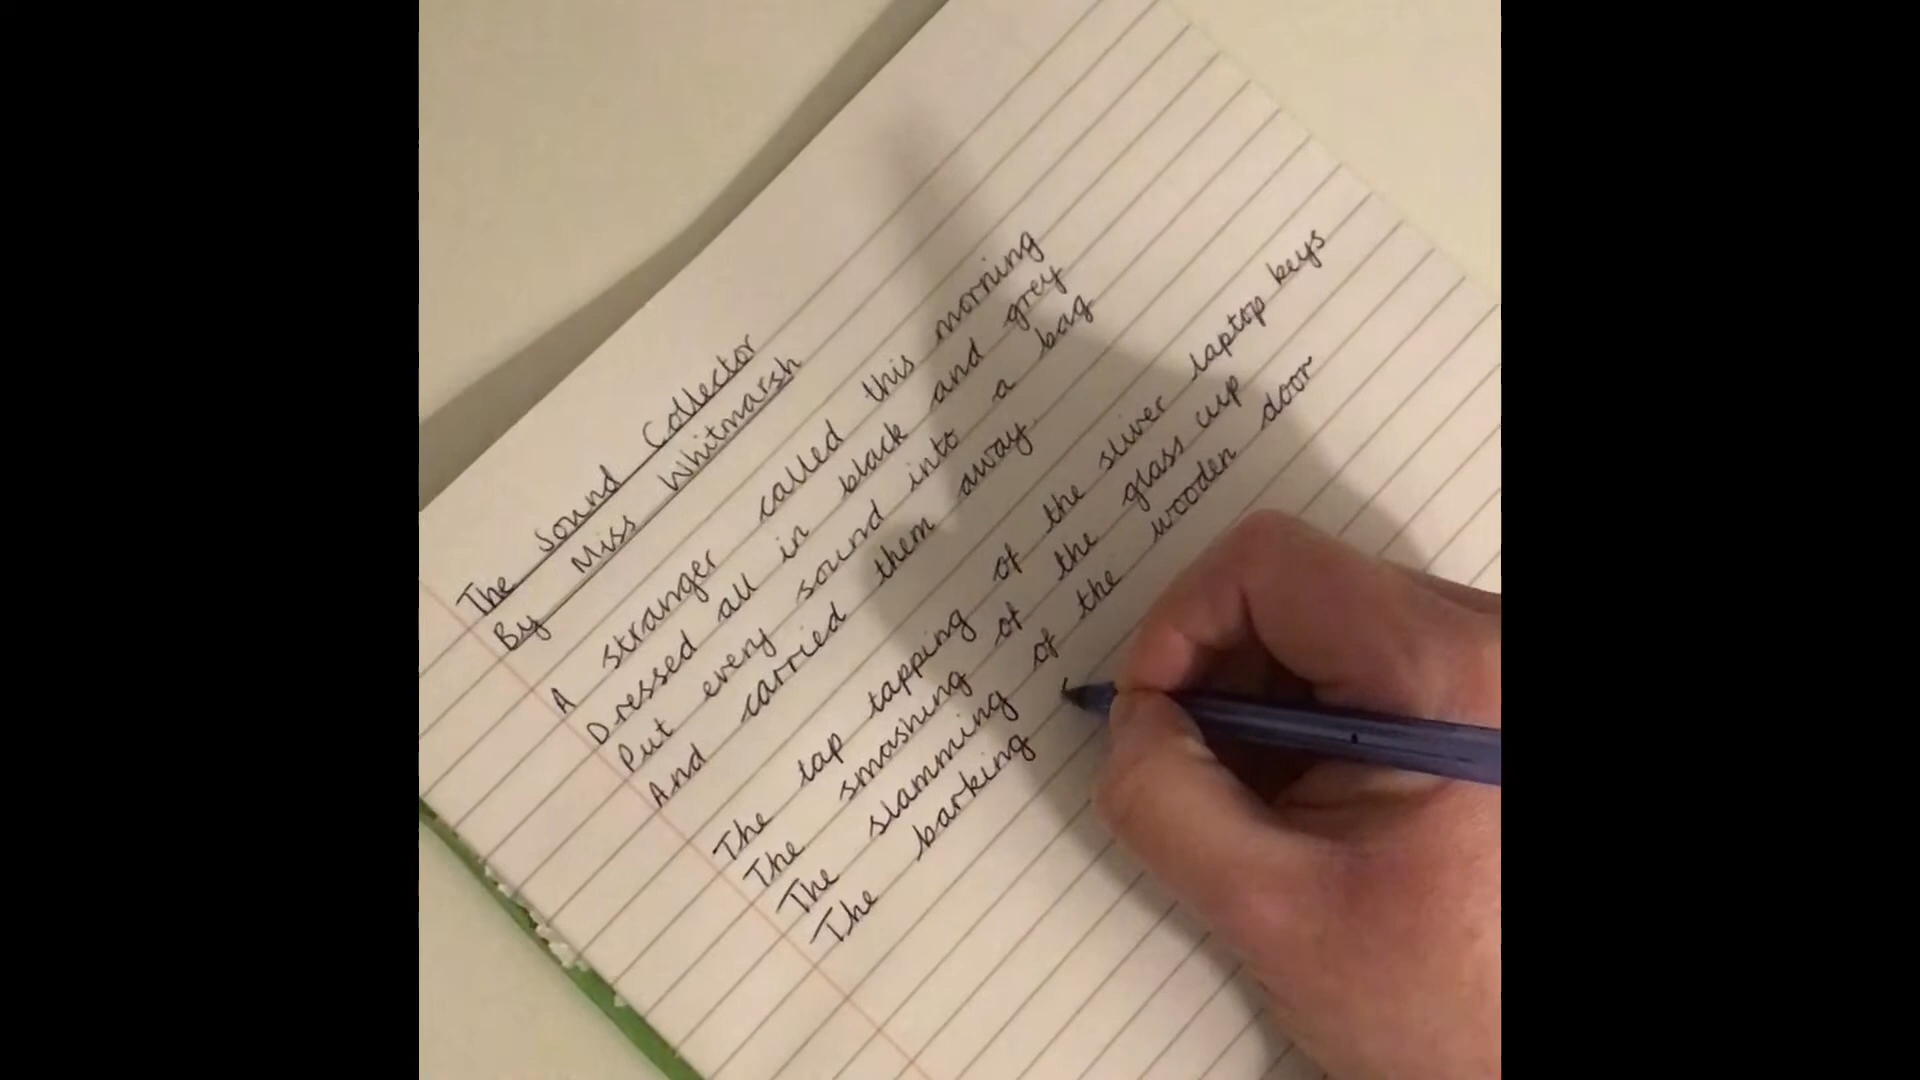 The Sound Collector
By Miss Whitmarsh
A stranger called this morning
Dressed all in black and grey
Put every sound into a bag
And carried them away
The tap tapping of the sliver laptop keys
The smashing of the glass cup
The slamming of the wooden door
The barking